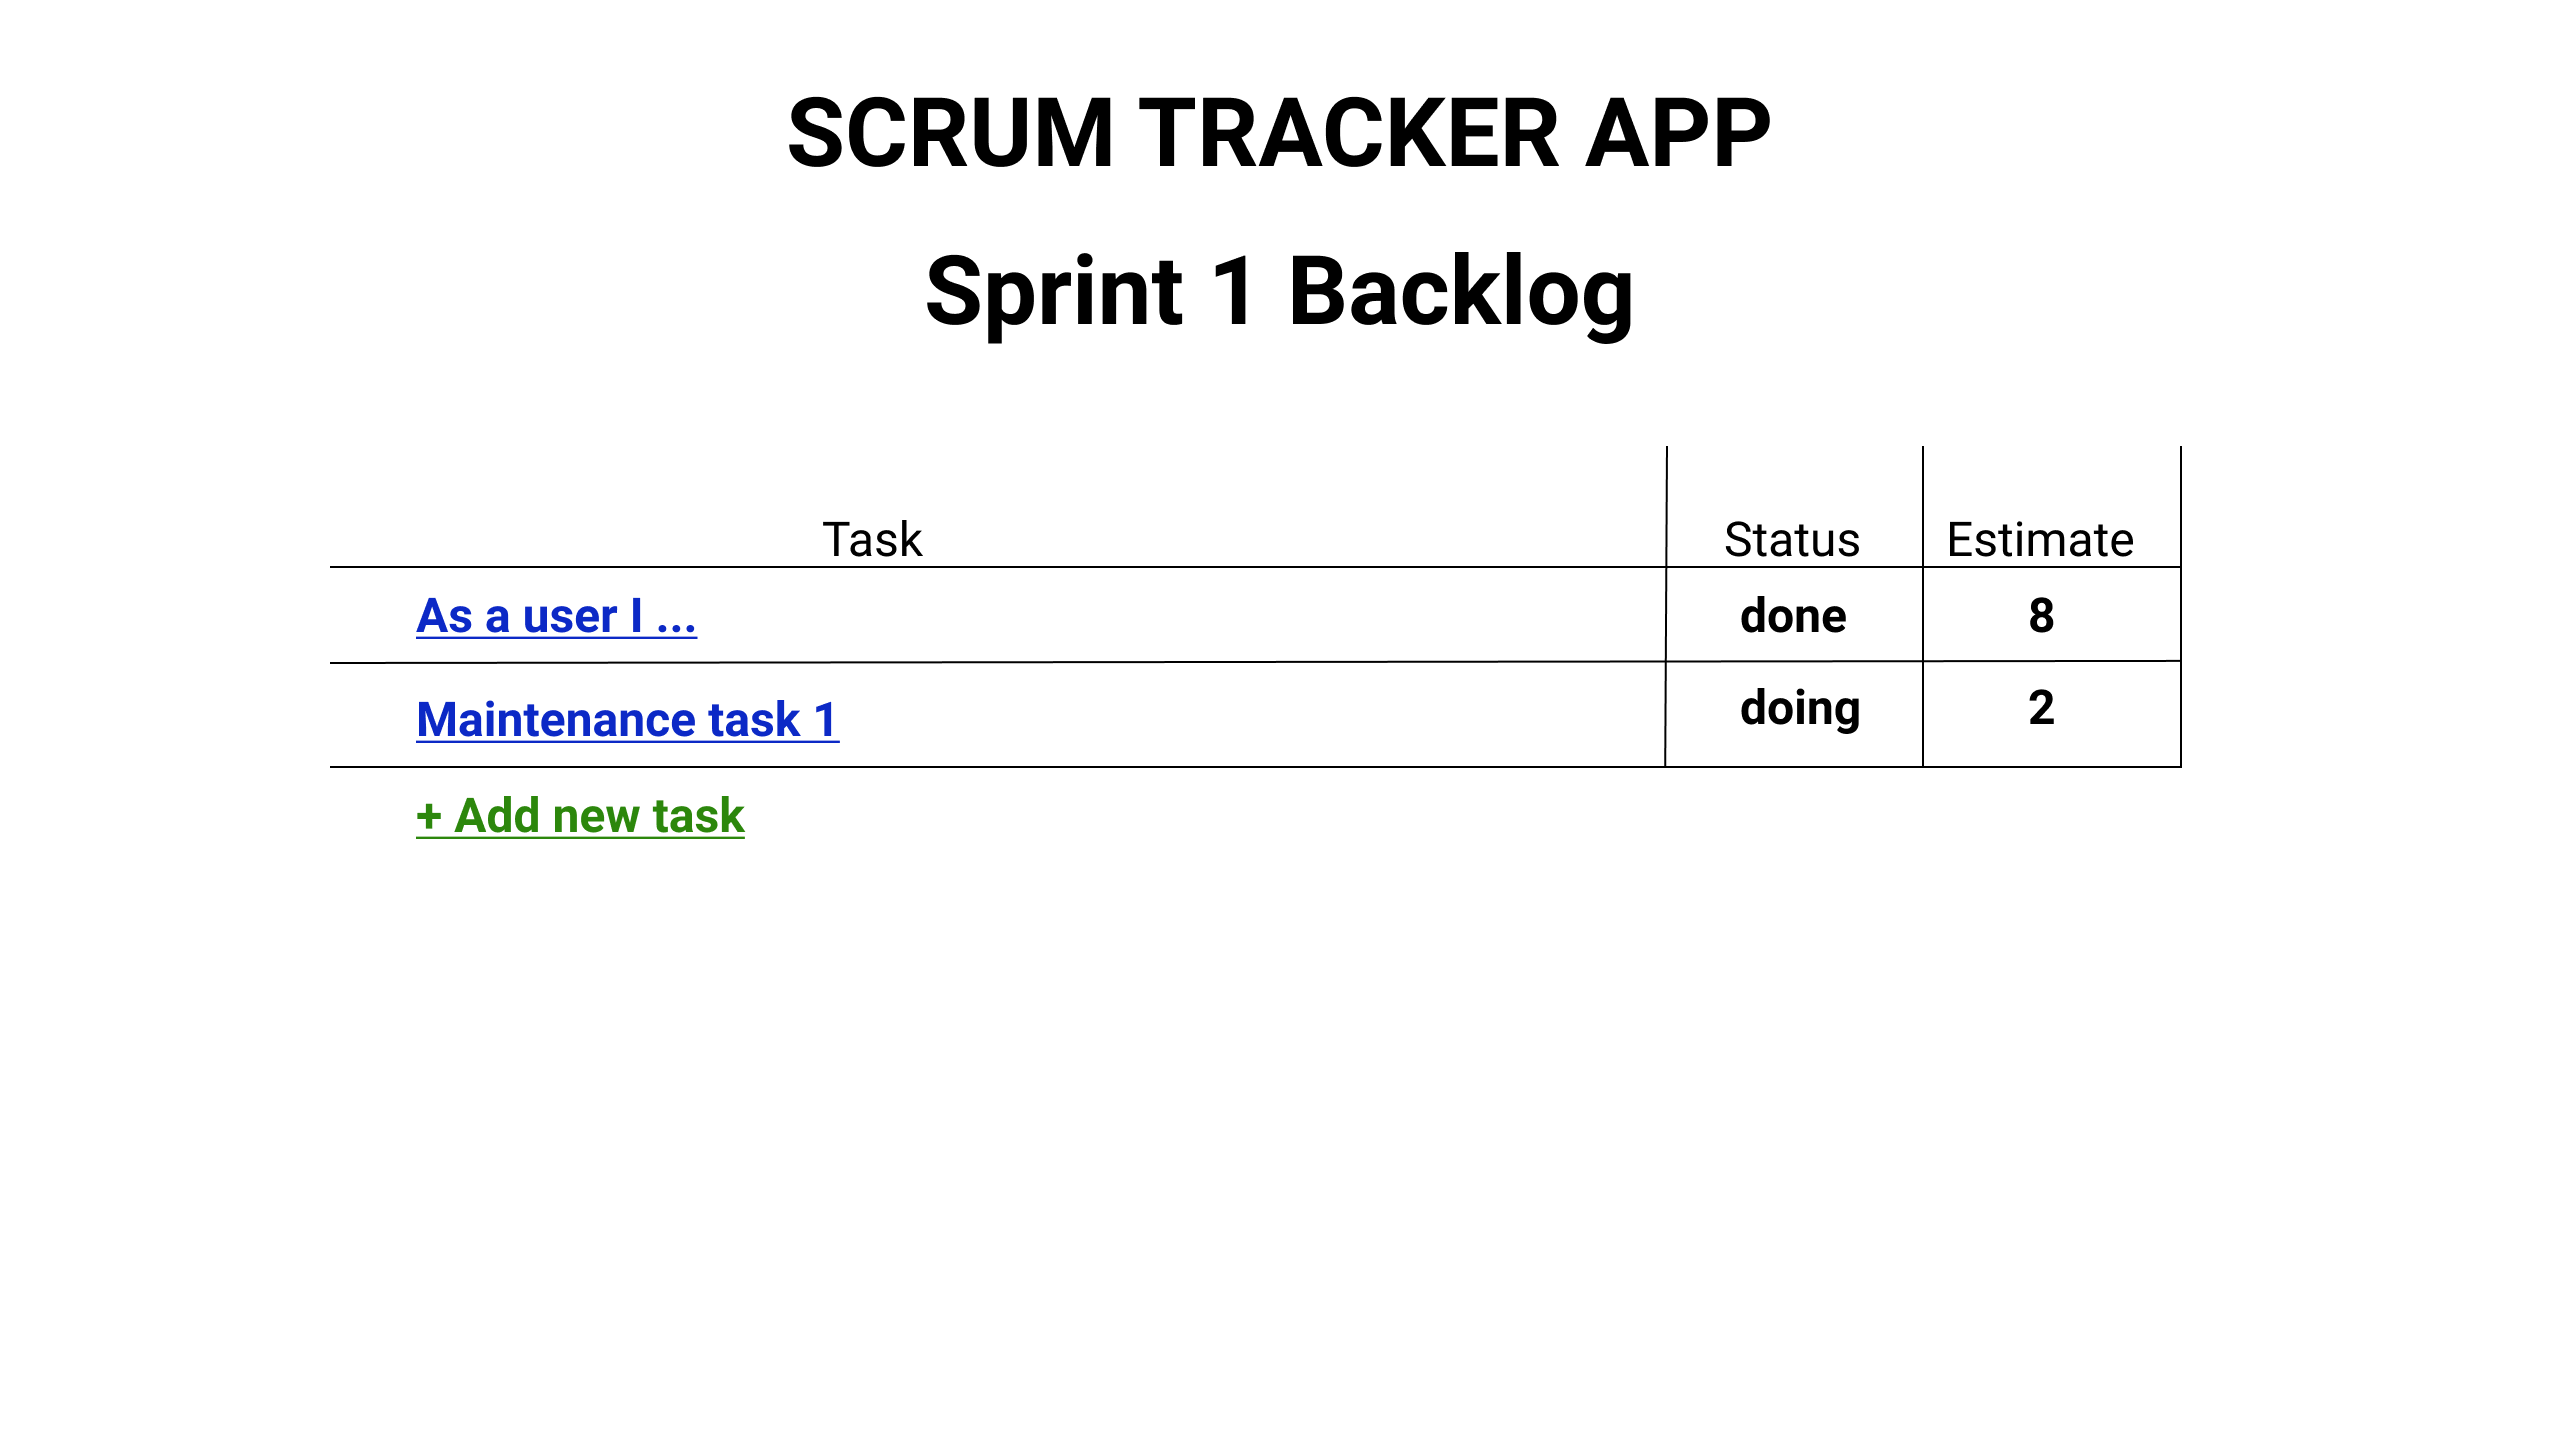 SCRUM TRACKER APP
Sprint 1 Backlog
Task Status Estimate
As a user I ... done 8
Maintenance task 1 doing 2
+ Add new task